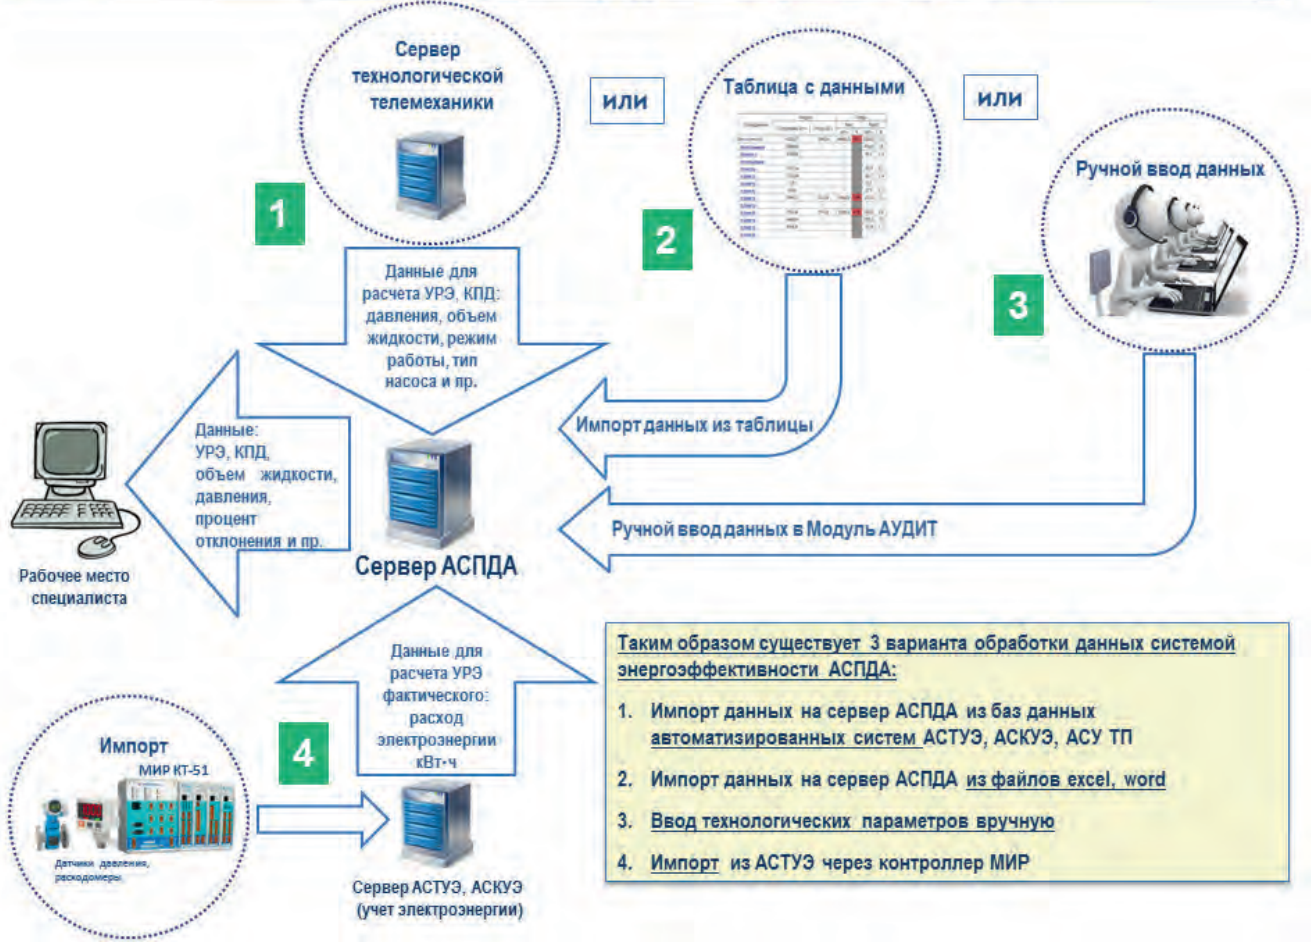 Сервер
технологической
телемеханики
или
Таблица с данными
или
Ручной ввод данных
1
2
3
Данные для
расчета УРЭ, КПД:
давления, объем
жидкости, режим
работы, тип
насоса и пр.
Импорт данных из таблицы
Данные:
УРЭ, КПД,
объем жидкости,
давления,
процент
отклонения и пр.
Ручной ввод данных в Модуль АУДИТ
Сервер АСПДА
Рабочее место
специалиста
Данные для
расчета УРЭ
фактического:
расход
электроэнергии
кВт·ч
4
Импорт
МИР КТ-51
Датчики давления,
расходомеры
Сервер АСТУЭ, АСКУЭ
(учет электроэнергии)
Таким образом существует 3 варианта обработки данных системой
энергоэффективности АСПДА:
1. Импорт данных на сервер АСПДА из баз данных
автоматизированных систем АСТУЭ, АСКУЭ, АСУ ТП
2. Импорт данных на сервер АСПДА из файлов excel, word
3. Ввод технологических параметров вручную
4. Импорт из АСТУЭ через контроллер МИР